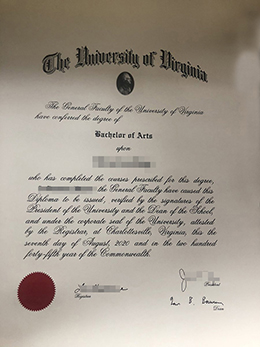 The University of Virginia
The General Faculty of the University of Virginia
have conferred the degree of
Bachelor of Arts
upon
who has completed the courses prescribed for this degree,
the General Faculty have caused this
Diploma to be issued, verified by the signatures of the
President of the University and the Dean of the School,
and under the corporate seal of the University, attested
by the Registrar, at Charlottesville, Virginia, this the
seventh day of August, 2020 and in the two hundred
forty-fifth year of the Commonwealth.
President
Registrar
Dean